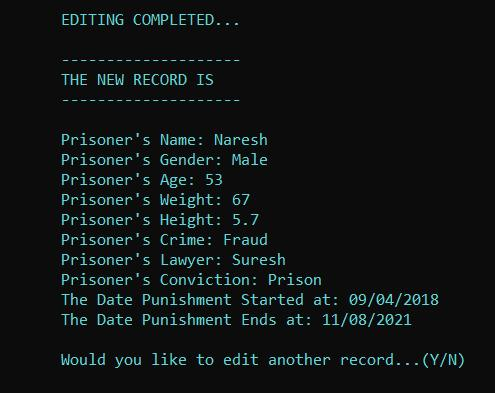 EDITING COMPLETED...
--------------------
THE NEW RECORD IS
--------------------
Prisoner's Name: Naresh
Prisoner's Gender: Male
Prisoner's Age: 53
Prisoner's Weight: 67
Prisoner's Height: 5.7
Prisoner's Crime: Fraud
Prisoner's Lawyer: Suresh
Prisoner's Conviction: Prison
The Date Punishment Started at: 09/04/2018
The Date Punishment Ends at: 11/08/2021
Would you like to edit another record...(Y/N)